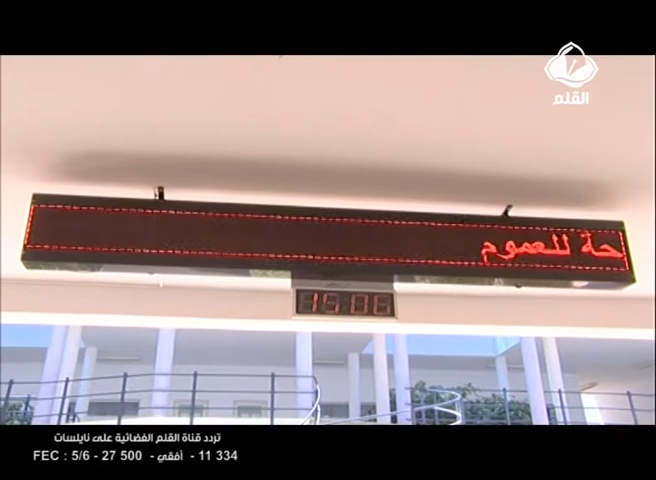 القلم
حة للعموم
15:08
تردد قناة القلم الفضائية على نايلسات
FEC : 5/6 - 27 500 - أفقي - 11 334